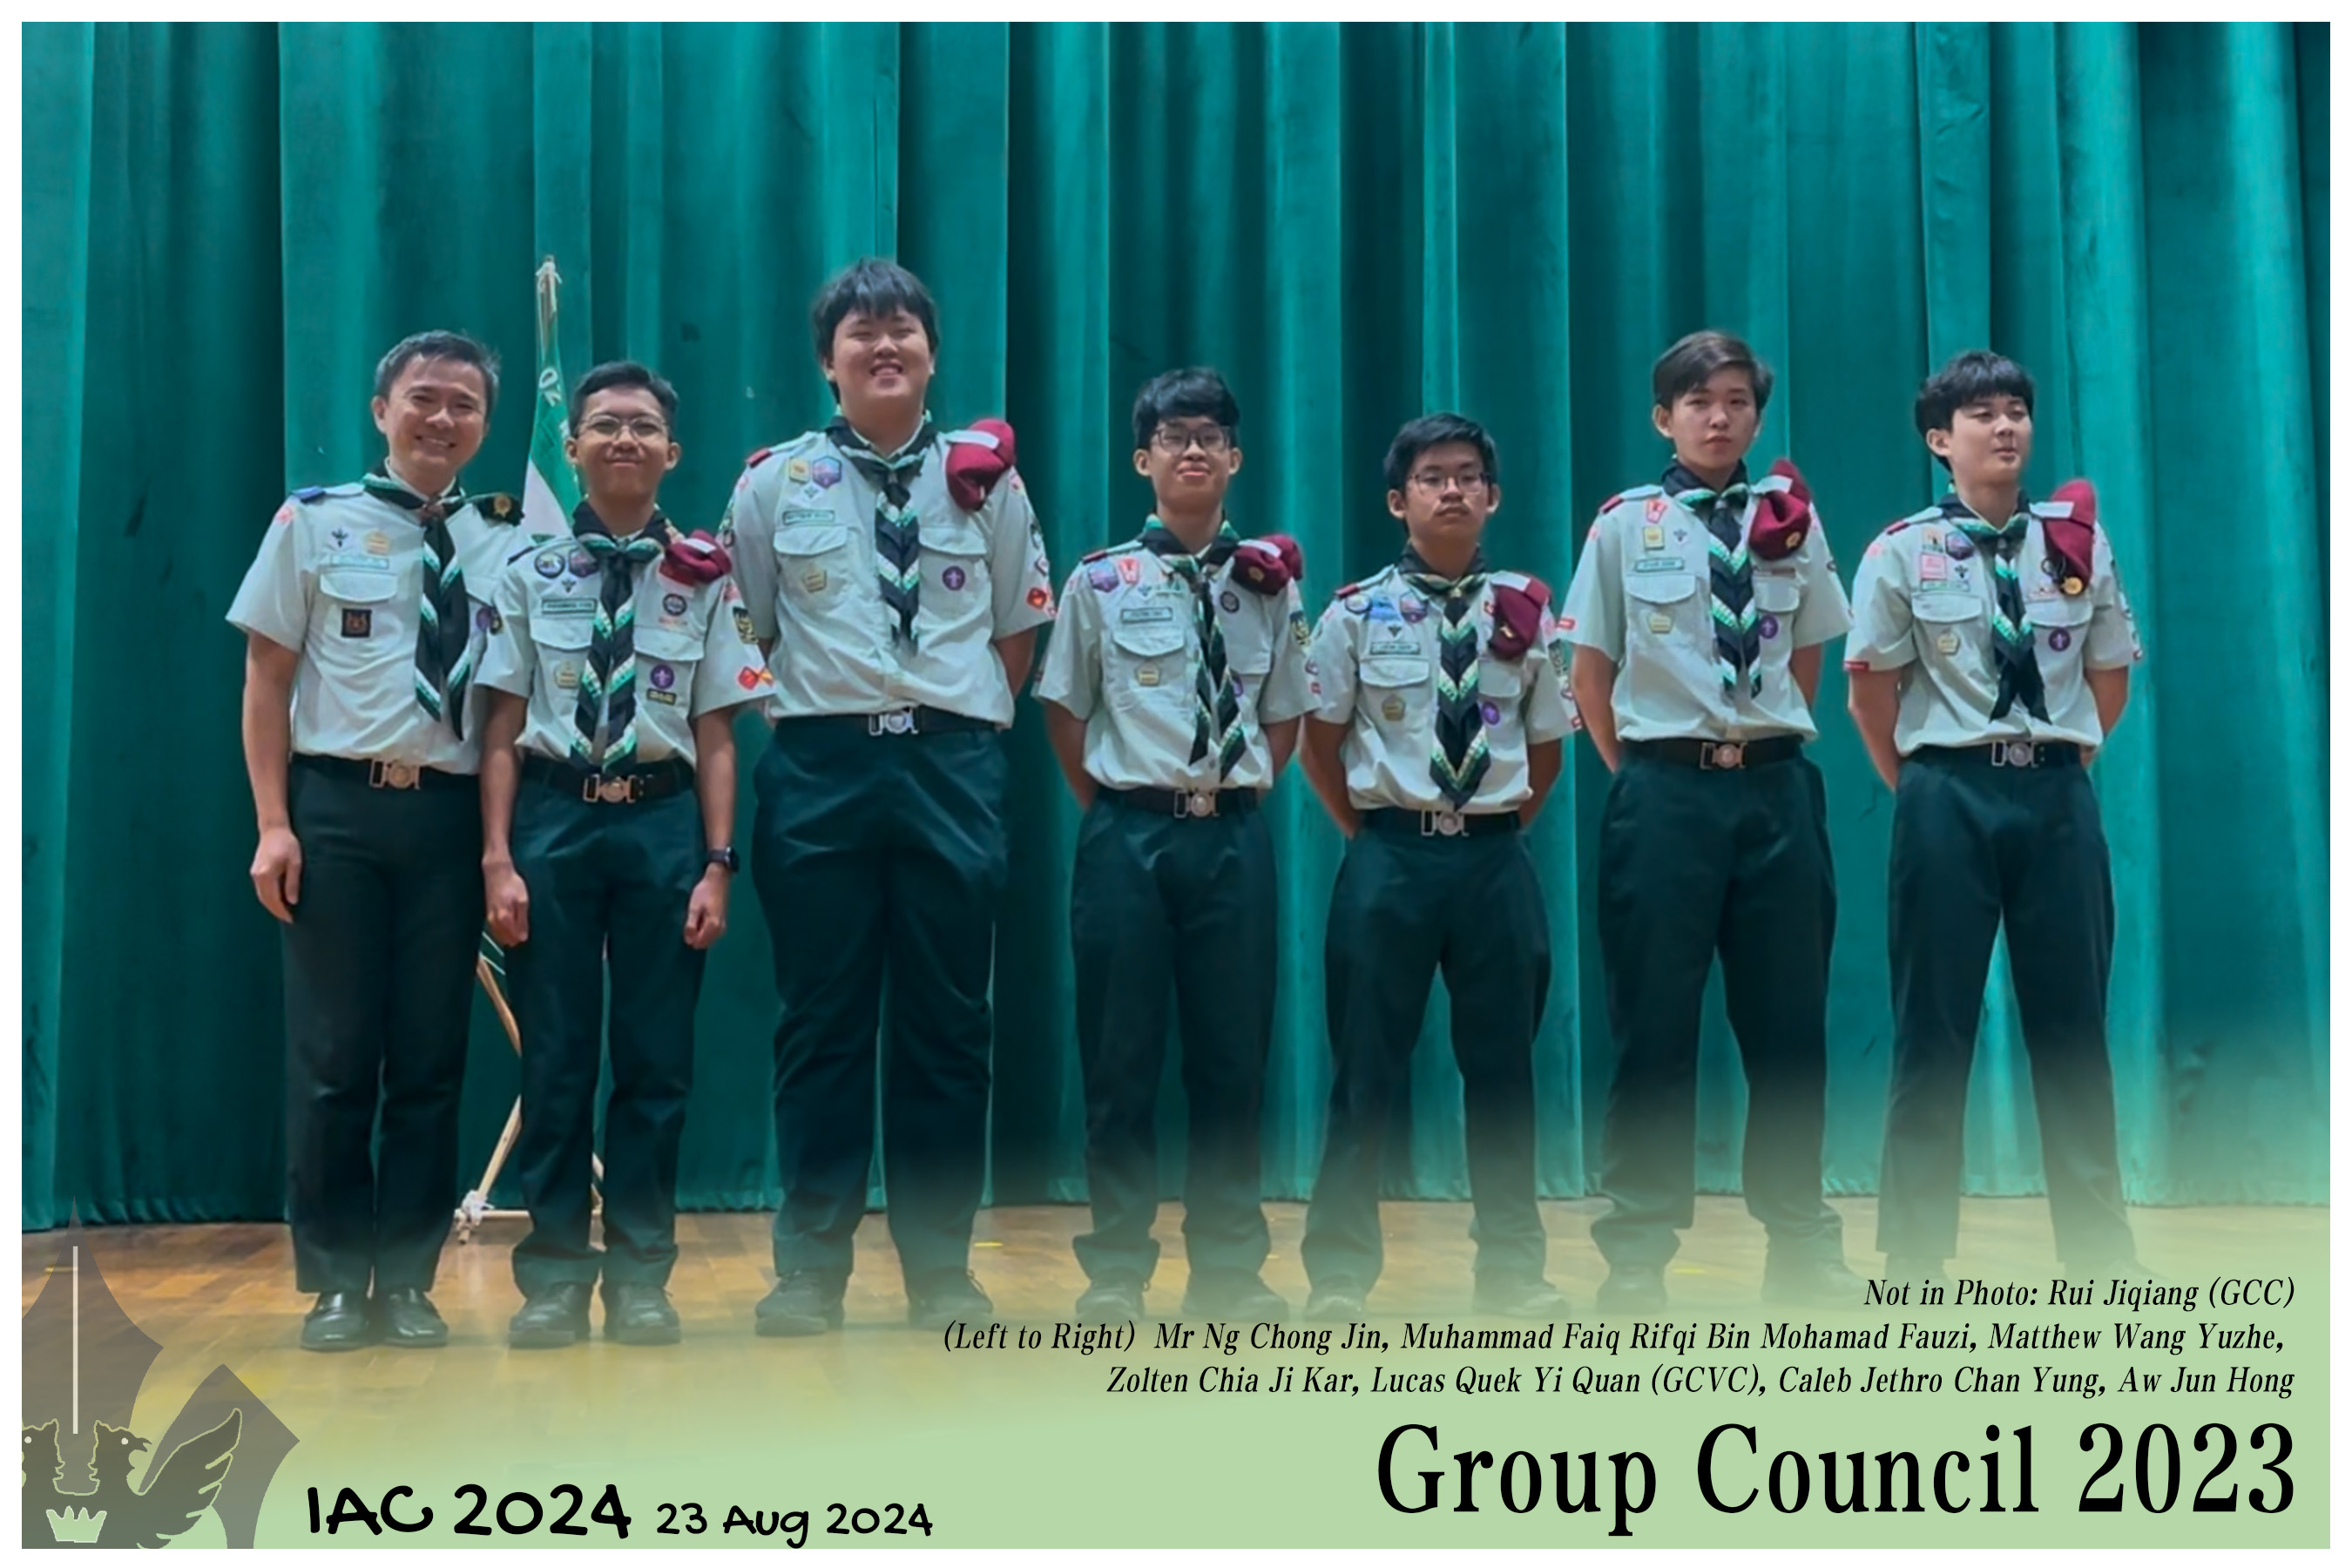 Not in Photo: Rui Jiqiang (GCC)
(Left to Right) Mr Ng Chong Jin, Muhammad Faiq Rifqi Bin Mohamad Fauzi, Matthew Wang Yuzhe,
Zolten Chia Ji Kar, Lucas Quek Yi Quan (GCVC), Caleb Jethro Chan Yung, Aw Jun Hong
Group Council 2023
IAC 2024 23 Aug 2024